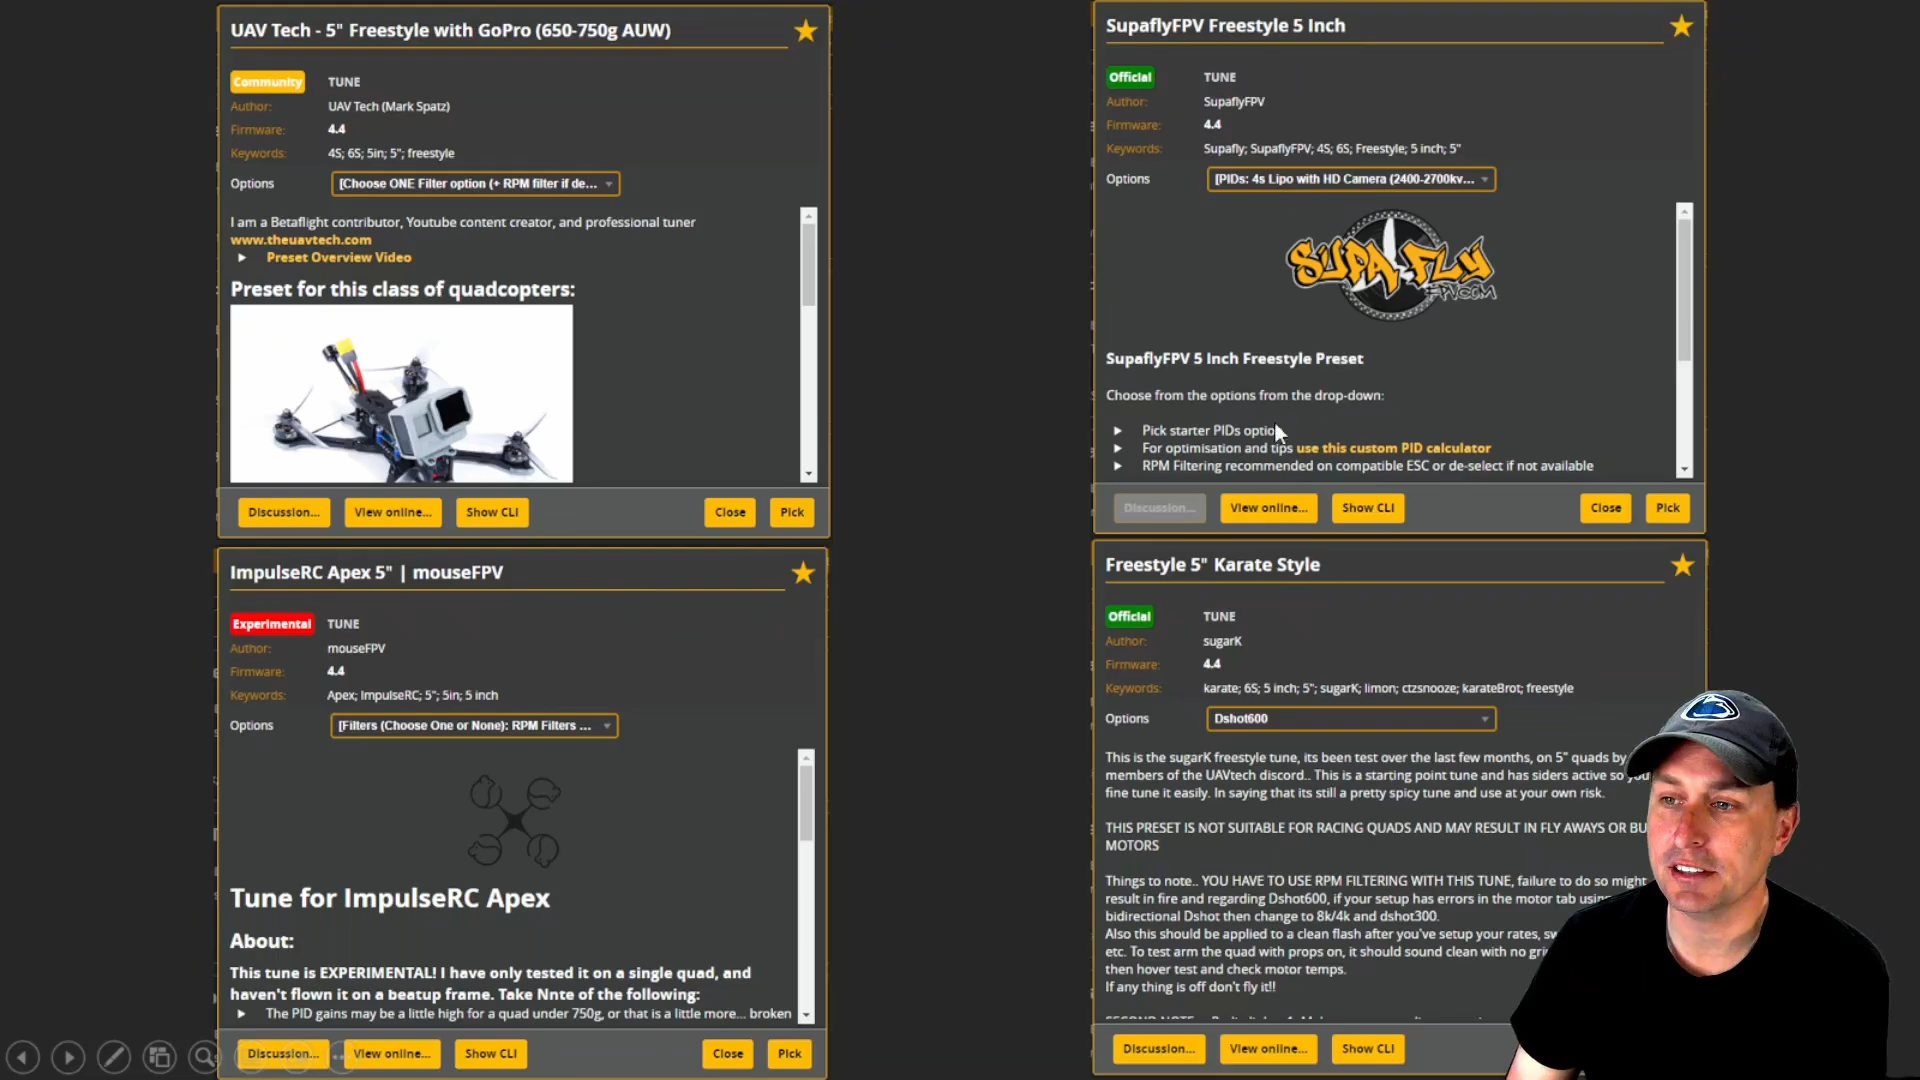 UAV Tech - 5" Freestyle with GoPro (650-750g AUW)
Community TUNE
Author: UAV Tech (Mark Spatz)
Firmware: 4.4
Keywords: 4S; 6S; 5in; 5"; freestyle
Options [Choose ONE Filter option (+ RPM filter if de...
I am a Betaflight contributor, Youtube content creator, and professional tuner
www.theuavtech.com
Preset Overview Video
Preset for this class of quadcopters:
Discussion... View online... Show CLI Close Pick
SupaflyFPV Freestyle 5 Inch
Official TUNE
Author: SupaflyFPV
Firmware: 4.4
Keywords: Supafly; SupaflyFPV; 4S; 6S; Freestyle; 5 inch; 5"
Options [PIDs: 4s Lipo with HD Camera (2400-2700kv...
SUPAFLY
FPV.COM
SupaflyFPV 5 Inch Freestyle Preset
Choose from the options from the drop-down:
Pick starter PIDs option
For optimisation and tips use this custom PID calculator
RPM Filtering recommended on compatible ESC or de-select if not available
Discussion... View online... Show CLI Close Pick
ImpulseRC Apex 5" | mouseFPV
Experimental TUNE
Author: mouseFPV
Firmware: 4.4
Keywords: Apex; ImpulseRC; 5"; 5in; 5 inch
Options [Filters (Choose One or None): RPM Filters ...
Tune for ImpulseRC Apex
About:
This tune is EXPERIMENTAL! I have only tested it on a single quad, and
haven't flown it on a beatup frame. Take Nnte of the following:
The PID gains may be a little high for a quad under 750g, or that is a little more... broken
Discussion... View online... Show CLI Close Pick
Freestyle 5" Karate Style
Official TUNE
Author: sugarK
Firmware: 4.4
Keywords: karate; 6S; 5 inch; 5"; sugarK; limon; ctzsnooze; karateBrot; freestyle
Options Dshot600
This is the sugarK freestyle tune, its been test over the last few months, on 5" quads by
members of the UAVtech discord.. This is a starting point tune and has siders active so you
fine tune it easily. In saying that its still a pretty spicy tune and use at your own risk.
THIS PRESET IS NOT SUITABLE FOR RACING QUADS AND MAY RESULT IN FLY AWAYS OR
MOTORS
Things to note.. YOU HAVE TO USE RPM FILTERING WITH THIS TUNE, failure to do so might
result in fire and regarding Dshot600, if your setup has errors in the motor tab using
bidirectional Dshot then change to 8k/4k and dshot300.
Also this should be applied to a clean flash after you've setup your rates,
etc. To test arm the quad with props on, it should sound clean with no
then hover test and check motor temps.
If any thing is off don't fly it!!
Discussion... View online... Show CLI